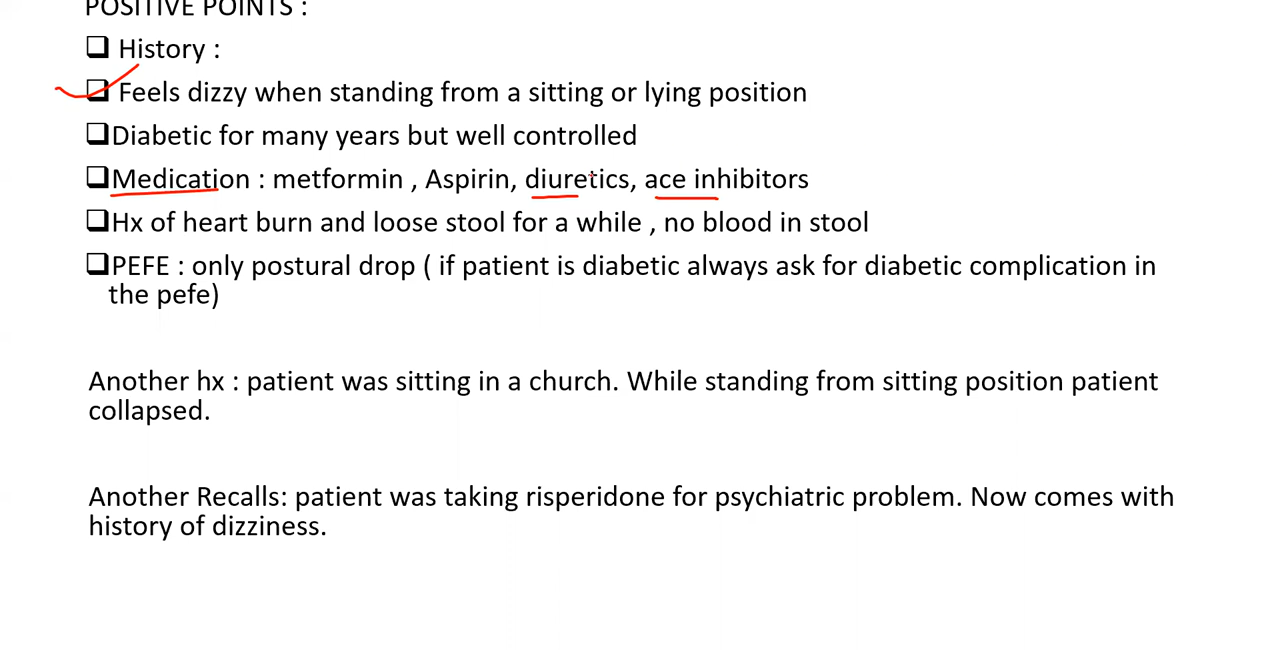 POSITIVE POINTS :
History :
Feels dizzy when standing from a sitting or lying position
Diabetic for many years but well controlled
Medication : metformin , Aspirin, diuretics, ace inhibitors
Hx of heart burn and loose stool for a while , no blood in stool
PEFE : only postural drop ( if patient is diabetic always ask for diabetic complication in
the pefe)
Another hx : patient was sitting in a church. While standing from sitting position patient
collapsed.
Another Recalls: patient was taking risperidone for psychiatric problem. Now comes with
history of dizziness.